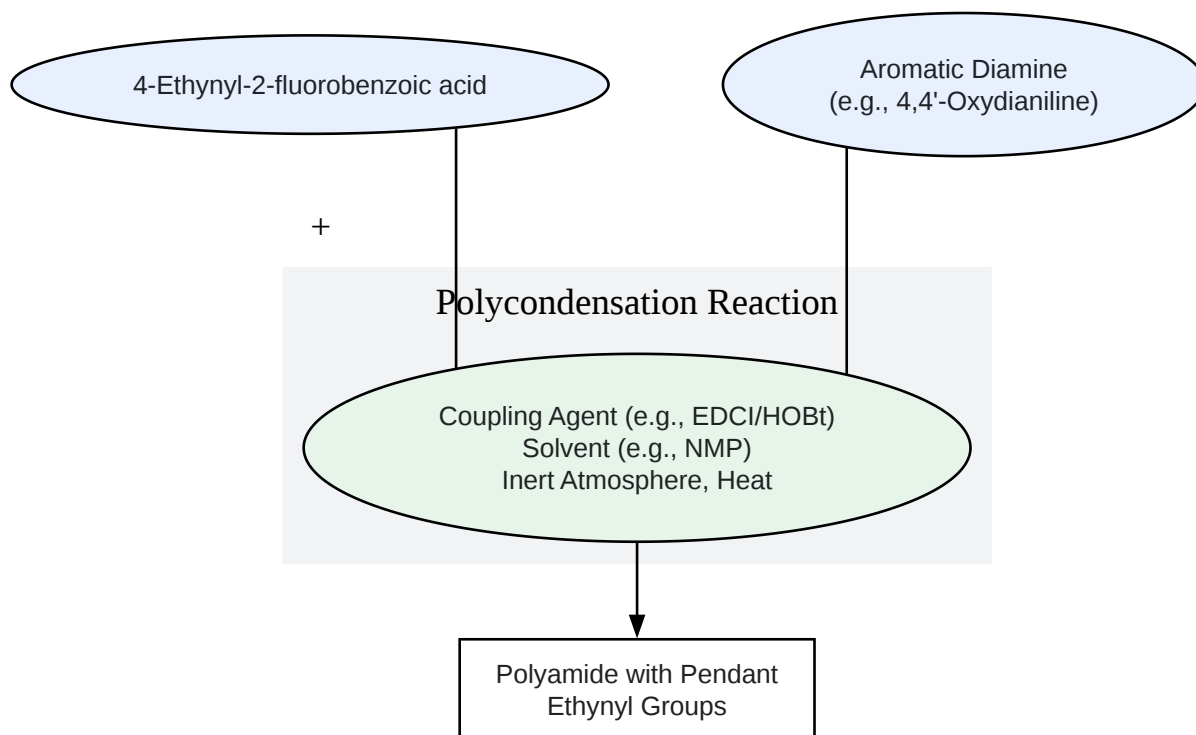 4-Ethynyl-2-fluorobenzoic acid
Aromatic Diamine
(e.g., 4,4'-Oxydianiline)
+
Polycondensation Reaction
Coupling Agent (e.g., EDCI/HOBt)
Solvent (e.g., NMP)
Inert Atmosphere, Heat
Polyamide with Pendant
Ethynyl Groups